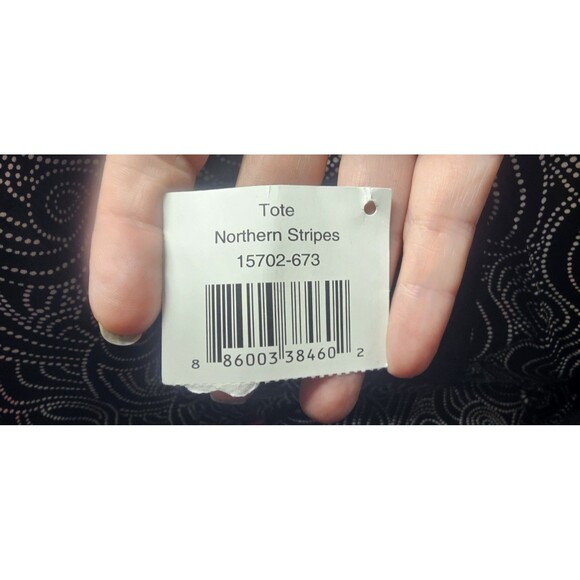 Tote
Northern Stripes
15702-673
8 86003 38460 2